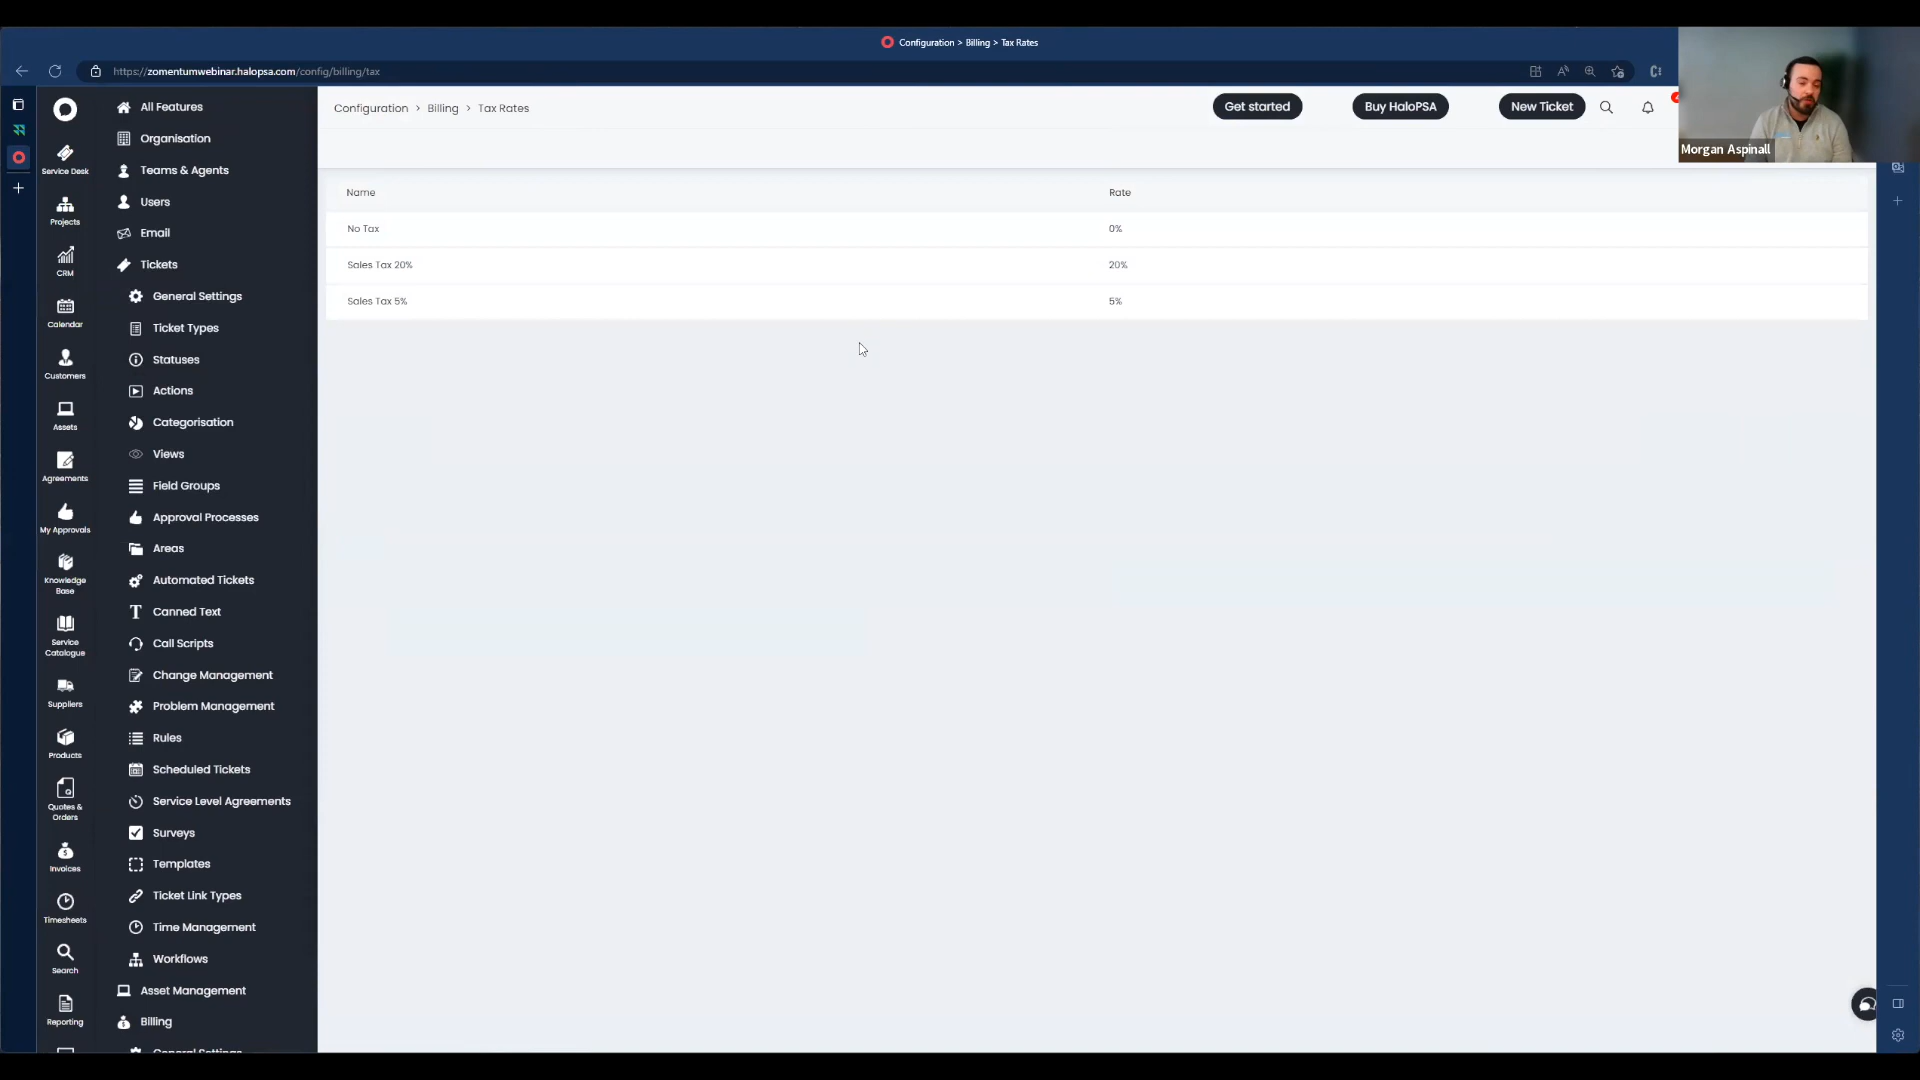 Configuration > Billing > Tax Rates
https://zomentumwebinar.halopsa.com/config/billing/tax
Morgan Aspinall
Configuration > Billing > Tax Rates
Get started
Buy HaloPSA
New Ticket
Service Desk
Projects
CRM
Calendar
Customers
Assets
Agreements
My Approvals
Knowledge
Base
Service
Catalogue
Suppliers
Products
Quotes &
Orders
Invoices
Timesheets
Search
Reporting
All Features
Organisation
Teams & Agents
Users
Email
Tickets
General Settings
Ticket Types
Statuses
Actions
Categorisation
Views
Field Groups
Approval Processes
Areas
Automated Tickets
Canned Text
Call Scripts
Change Management
Problem Management
Rules
Scheduled Tickets
Service Level Agreements
Surveys
Templates
Ticket Link Types
Time Management
Workflows
Asset Management
Billing
General Settings
Name Rate
No Tax 0%
Sales Tax 20% 20%
Sales Tax 5% 5%